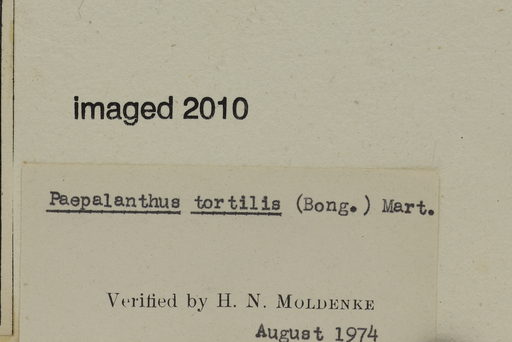 imaged 2010
Paepalanthus tortilis (Bong.) Mart.
Verified by H. N. MOLDENKE
August 1974